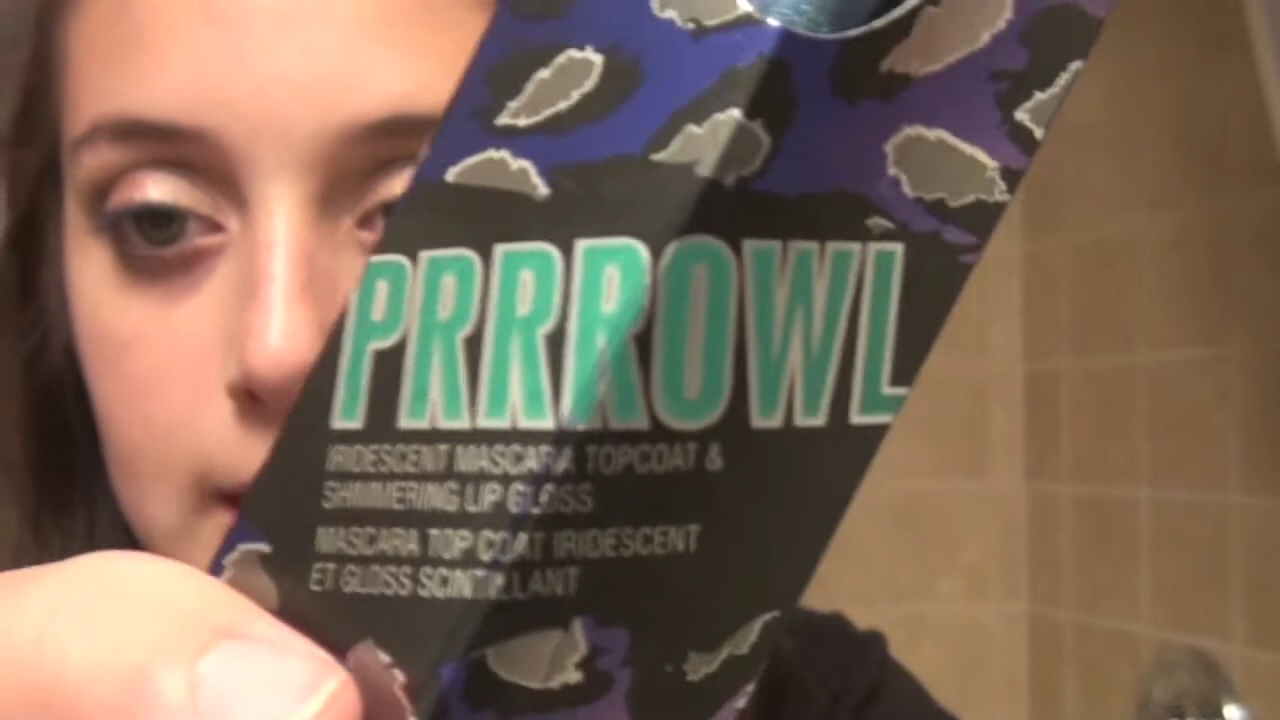 PRRROWL
IRIDESCENT MASCARA TOPCOAT &
SHIMMERING LIP GLOSS
MASCARA TOP COAT IRIDESCENT
ET GLOSS SCINTILLANT